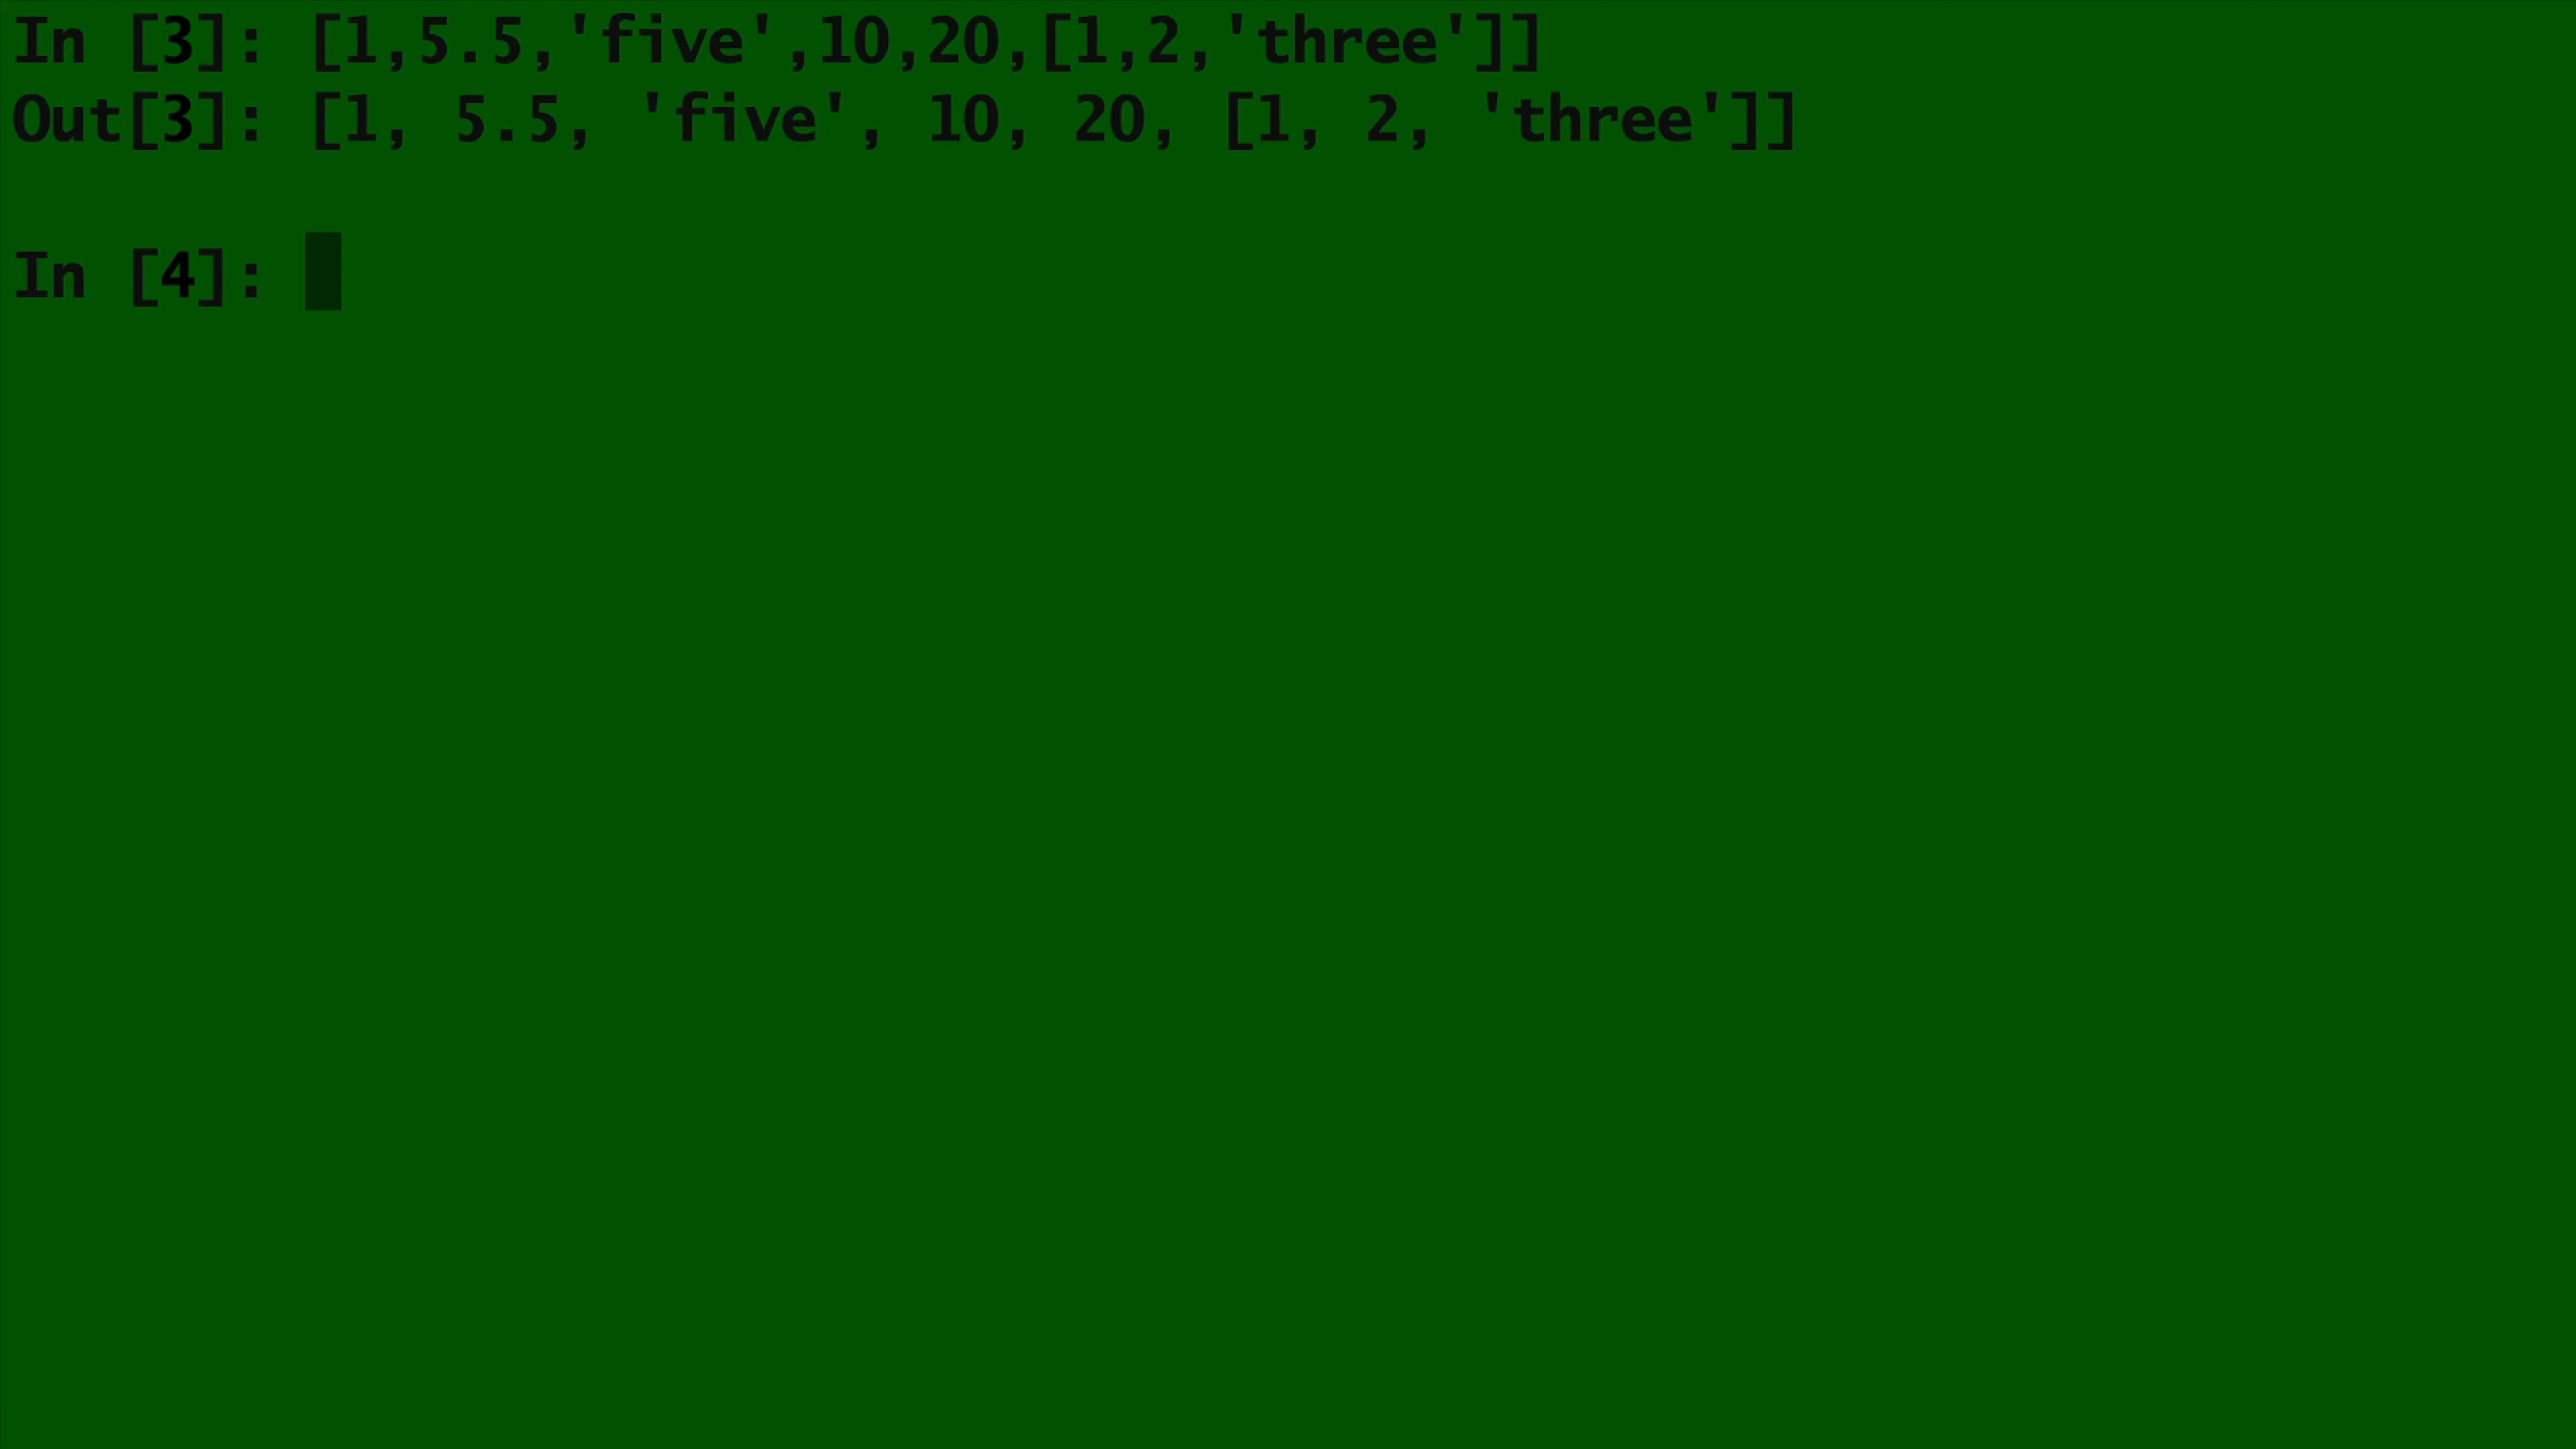 In [3]: [1,5.5,'five',10,20,[1,2,'three']]
Out[3]: [1, 5.5, 'five', 10, 20, [1, 2, 'three']]
In [4]: